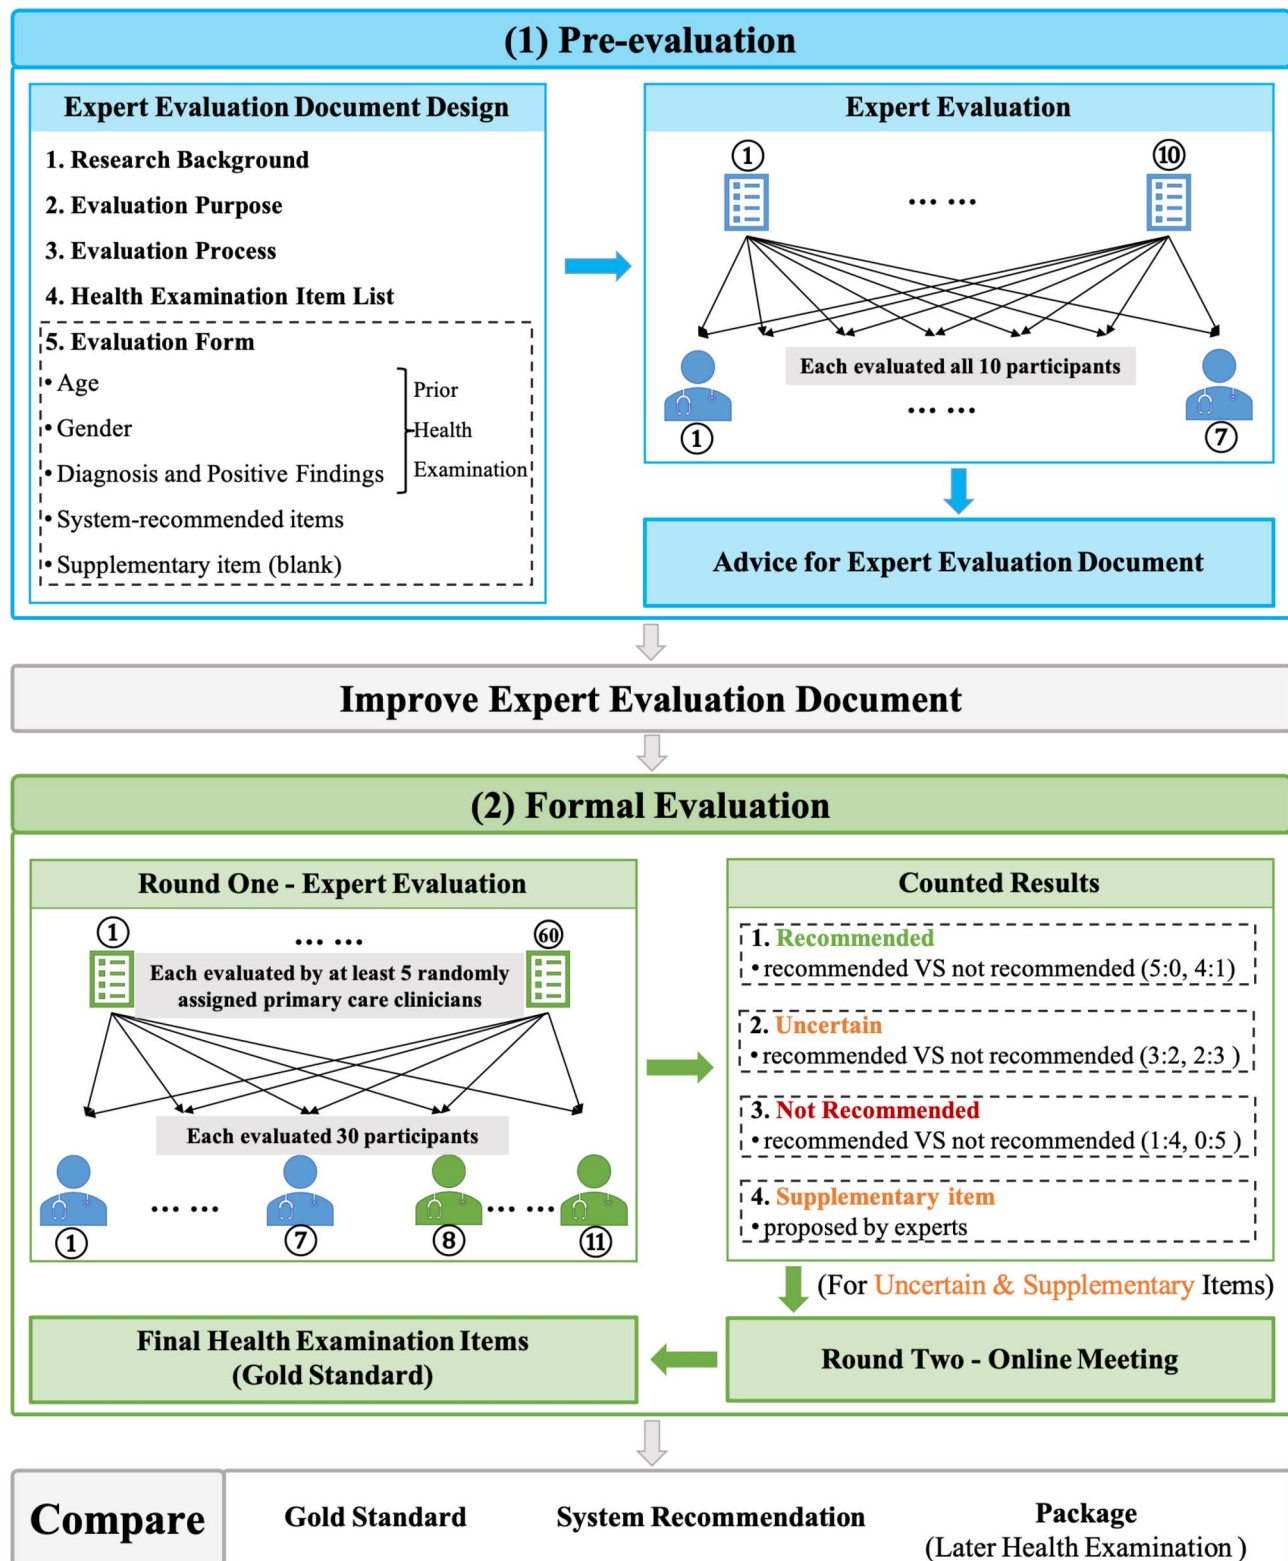 (1) Pre-evaluation
Expert Evaluation Document Design
1. Research Background
2. Evaluation Purpose
3. Evaluation Process
4. Health Examination Item List
5. Evaluation Form
• Age
• Gender
• Diagnosis and Positive Findings
Prior
Health
Examination
• System-recommended items
• Supplementary item (blank)
Expert Evaluation
① ⑩
... ...
Each evaluated all 10 participants
... ...
① ⑦
Advice for Expert Evaluation Document
Improve Expert Evaluation Document
(2) Formal Evaluation
Round One - Expert Evaluation
① ... ... 60
Each evaluated by at least 5 randomly
assigned primary care clinicians
Each evaluated 30 participants
... ... ... ...
① ⑦ ⑧ ⑪
Counted Results
1. Recommended
• recommended VS not recommended (5:0, 4:1)
2. Uncertain
• recommended VS not recommended (3:2, 2:3 )
3. Not Recommended
• recommended VS not recommended (1:4, 0:5 )
4. Supplementary item
• proposed by experts
(For Uncertain & Supplementary Items)
Round Two - Online Meeting
Final Health Examination Items
(Gold Standard)
Compare
Gold Standard
System Recommendation
Package
(Later Health Examination )